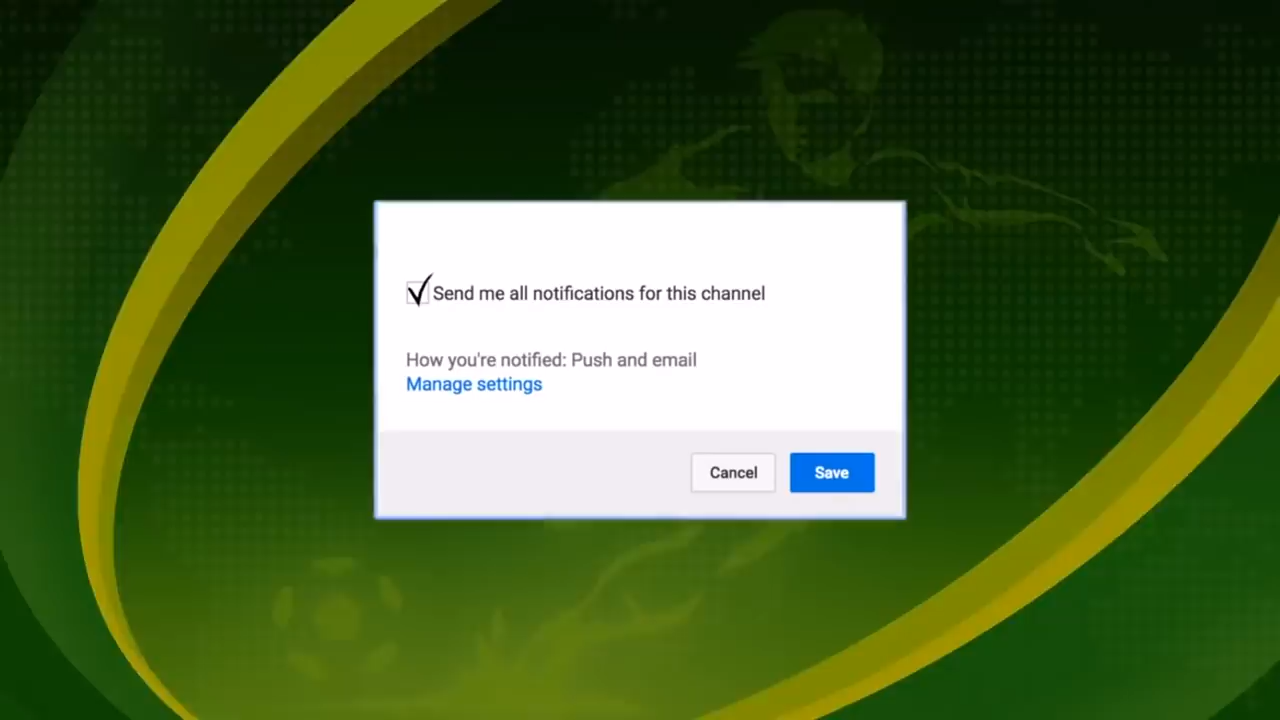 Send me all notifications for this channel
How you're notified: Push and email
Manage settings
Cancel
Save